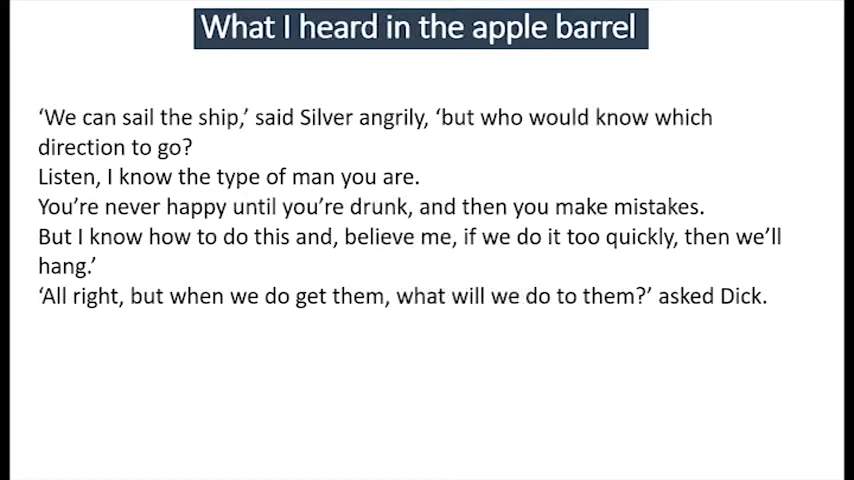 What I heard in the apple barrel
‘We can sail the ship,’ said Silver angrily, ‘but who would know which
direction to go?
Listen, I know the type of man you are.
You’re never happy until you’re drunk, and then you make mistakes.
But I know how to do this and, believe me, if we do it too quickly, then we’ll
hang.’
‘All right, but when we do get them, what will we do to them?’ asked Dick.